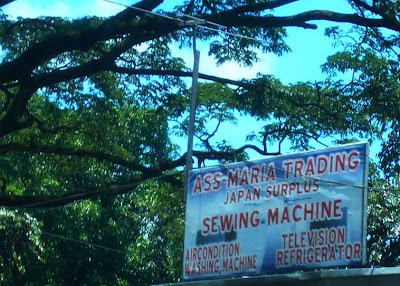 ASS-MARIA TRADING
JAPAN SURPLUS
SEWING MACHINE
AIRCONDITION TELEVISION
WASHING MACHINE REFRIGERATOR